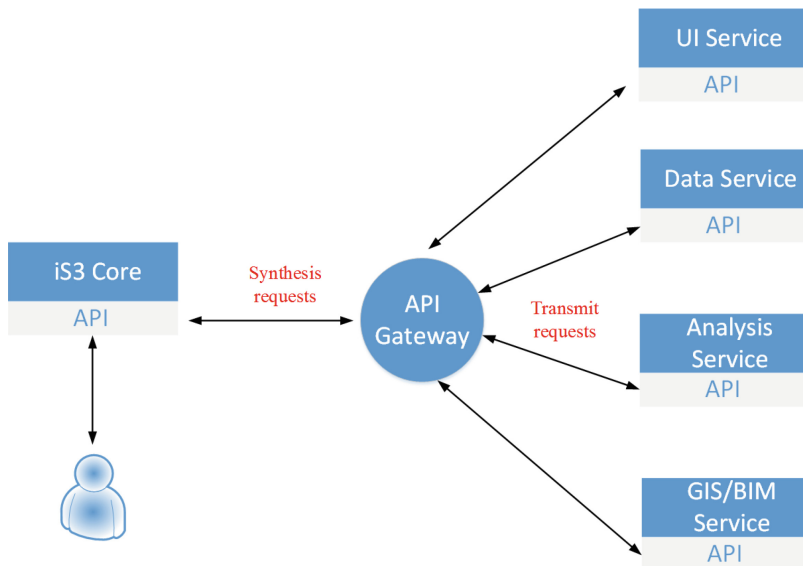 UI Service
API
Data Service
API
iS3 Core
API
Synthesis
requests
API
Gateway
Transmit
requests
Analysis
Service
API
GIS/BIM
Service
API